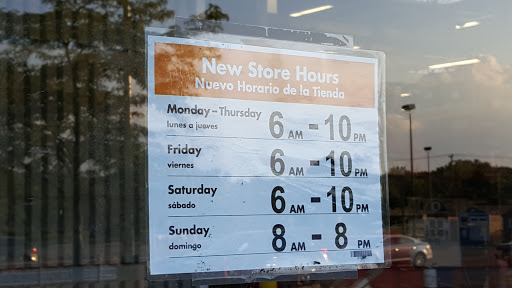 New Store Hours
Nuevo Horario de la Tienda
Monday – Thursday 6 AM – 10 PM
lunes a jueves
Friday 6 AM – 10 PM
viernes
Saturday 6 AM – 10 PM
sábado
Sunday 8 AM – 8 PM
domingo